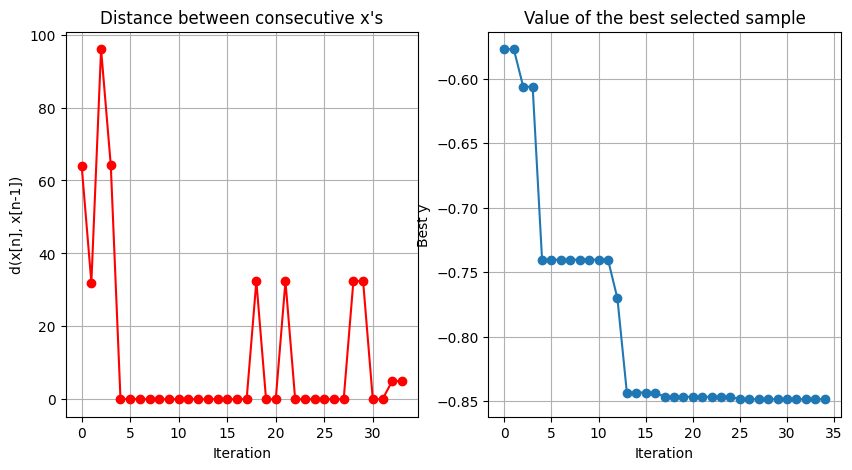 Distance between consecutive x's
d(x[n], x[n-1])
100
80
60
40
20
0
0 5 10 15 20 25 30
Iteration
Value of the best selected sample
Best y
−0.60
−0.65
−0.70
−0.75
−0.80
−0.85
0 5 10 15 20 25 30 35
Iteration